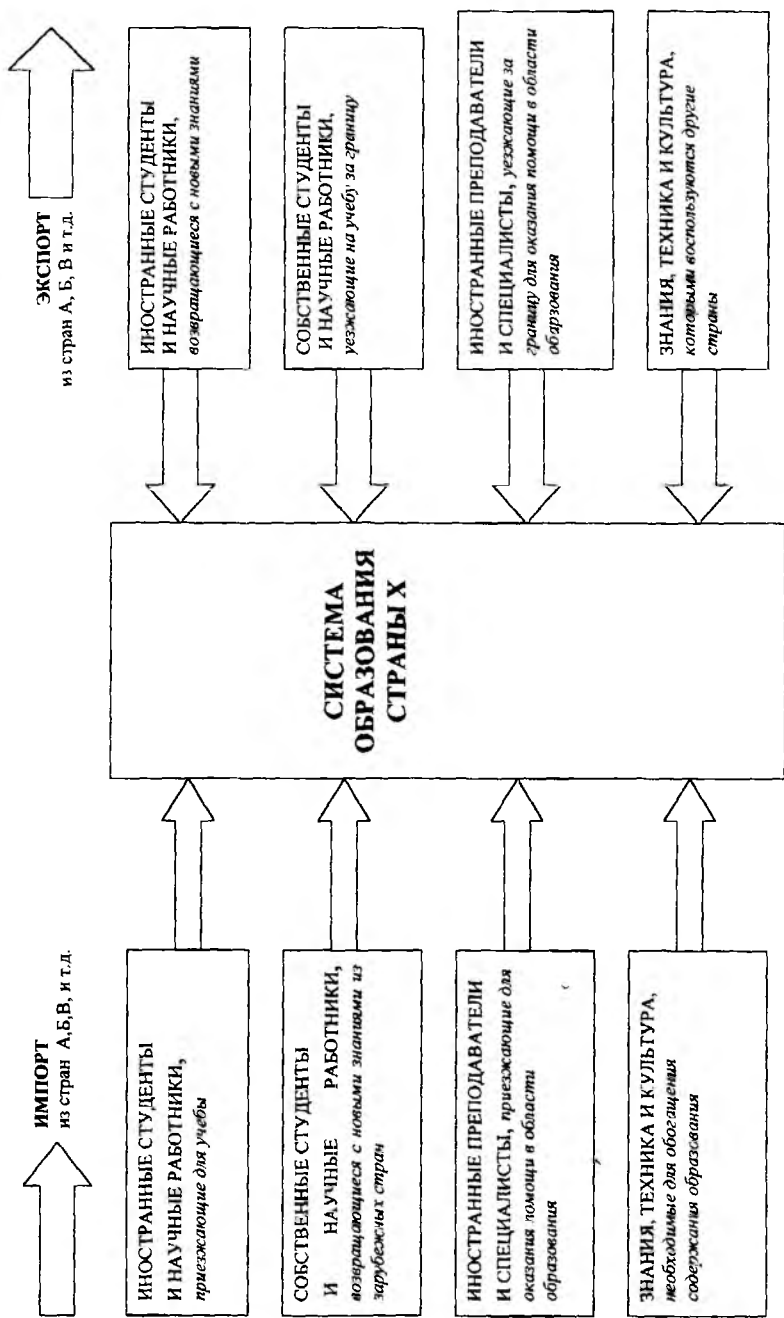 ИМПОРТ
из стран А,Б,В, и т.д.
ИНОСТРАННЫЕ СТУДЕНТЫ
И НАУЧНЫЕ РАБОТНИКИ,
приезжающие для учебы
СОБСТВЕННЫЕ СТУДЕНТЫ
И НАУЧНЫЕ РАБОТНИКИ,
возвращающиеся с новыми знаниями из
зарубежных стран
ИНОСТРАННЫЕ ПРЕПОДАВАТЕЛИ
И СПЕЦИАЛИСТЫ, приезжающие для
оказания помощи в области
образования
ЗНАНИЯ, ТЕХНИКА И КУЛЬТУРА,
необходимые для обогащения
содержания образования
СИСТЕМА
ОБРАЗОВАНИЯ
СТРАНЫ X
ЭКСПОРТ
из стран А, Б, В и т.д.
ИНОСТРАННЫЕ СТУДЕНТЫ
И НАУЧНЫЕ РАБОТНИКИ,
возвращающиеся с новыми знаниями
СОБСТВЕННЫЕ СТУДЕНТЫ
И НАУЧНЫЕ РАБОТНИКИ,
уезжающие на учебу за границу
ИНОСТРАННЫЕ ПРЕПОДАВАТЕЛИ
И СПЕЦИАЛИСТЫ, уезжающие за
границу для оказания помощи в области
обарзования
ЗНАНИЯ, ТЕХНИКА И КУЛЬТУРА,
которыми воспользуются другие
страны